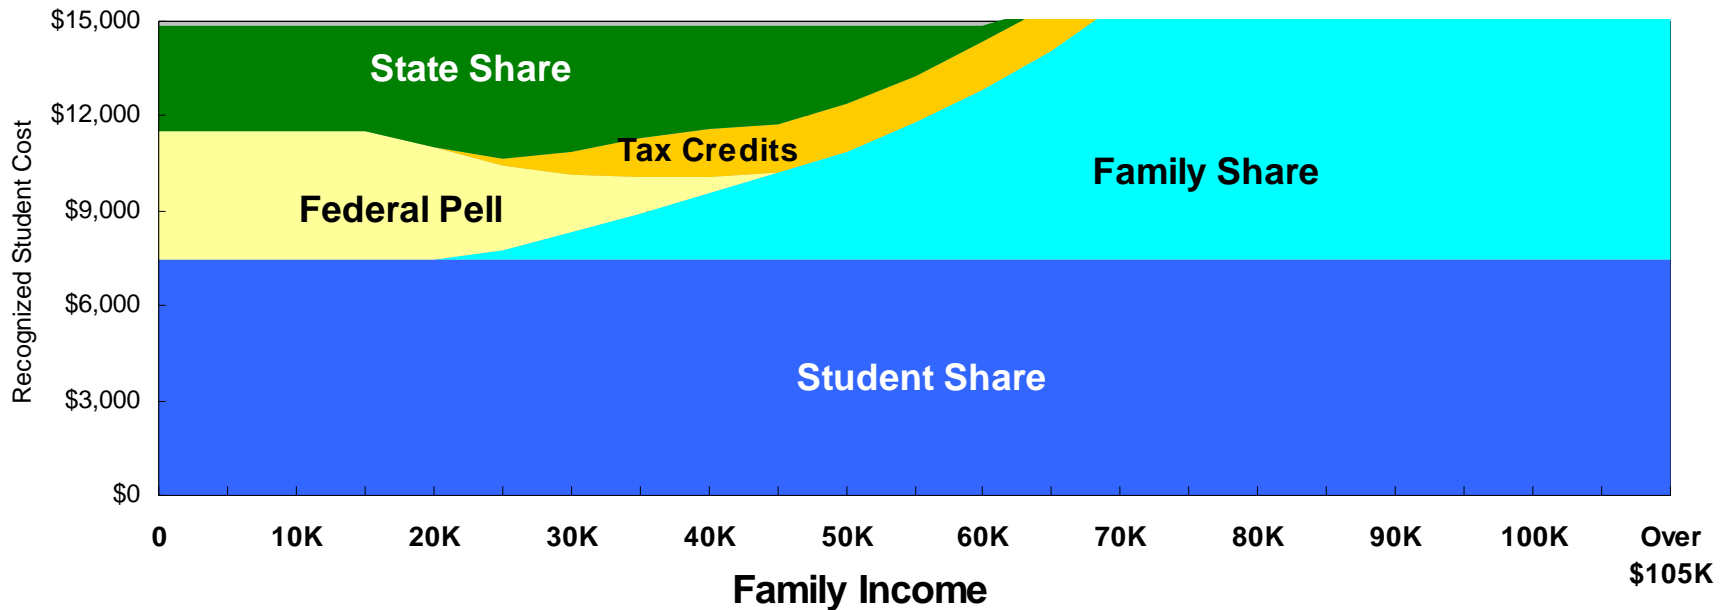 $15,000
$12,000
$9,000
$6,000
$3,000
$0
Recognized Student Cost
State Share
Tax Credits
Family Share
Federal Pell
Student Share
0 10K 20K 30K 40K 50K 60K 70K 80K 90K 100K Over
$105K
Family Income